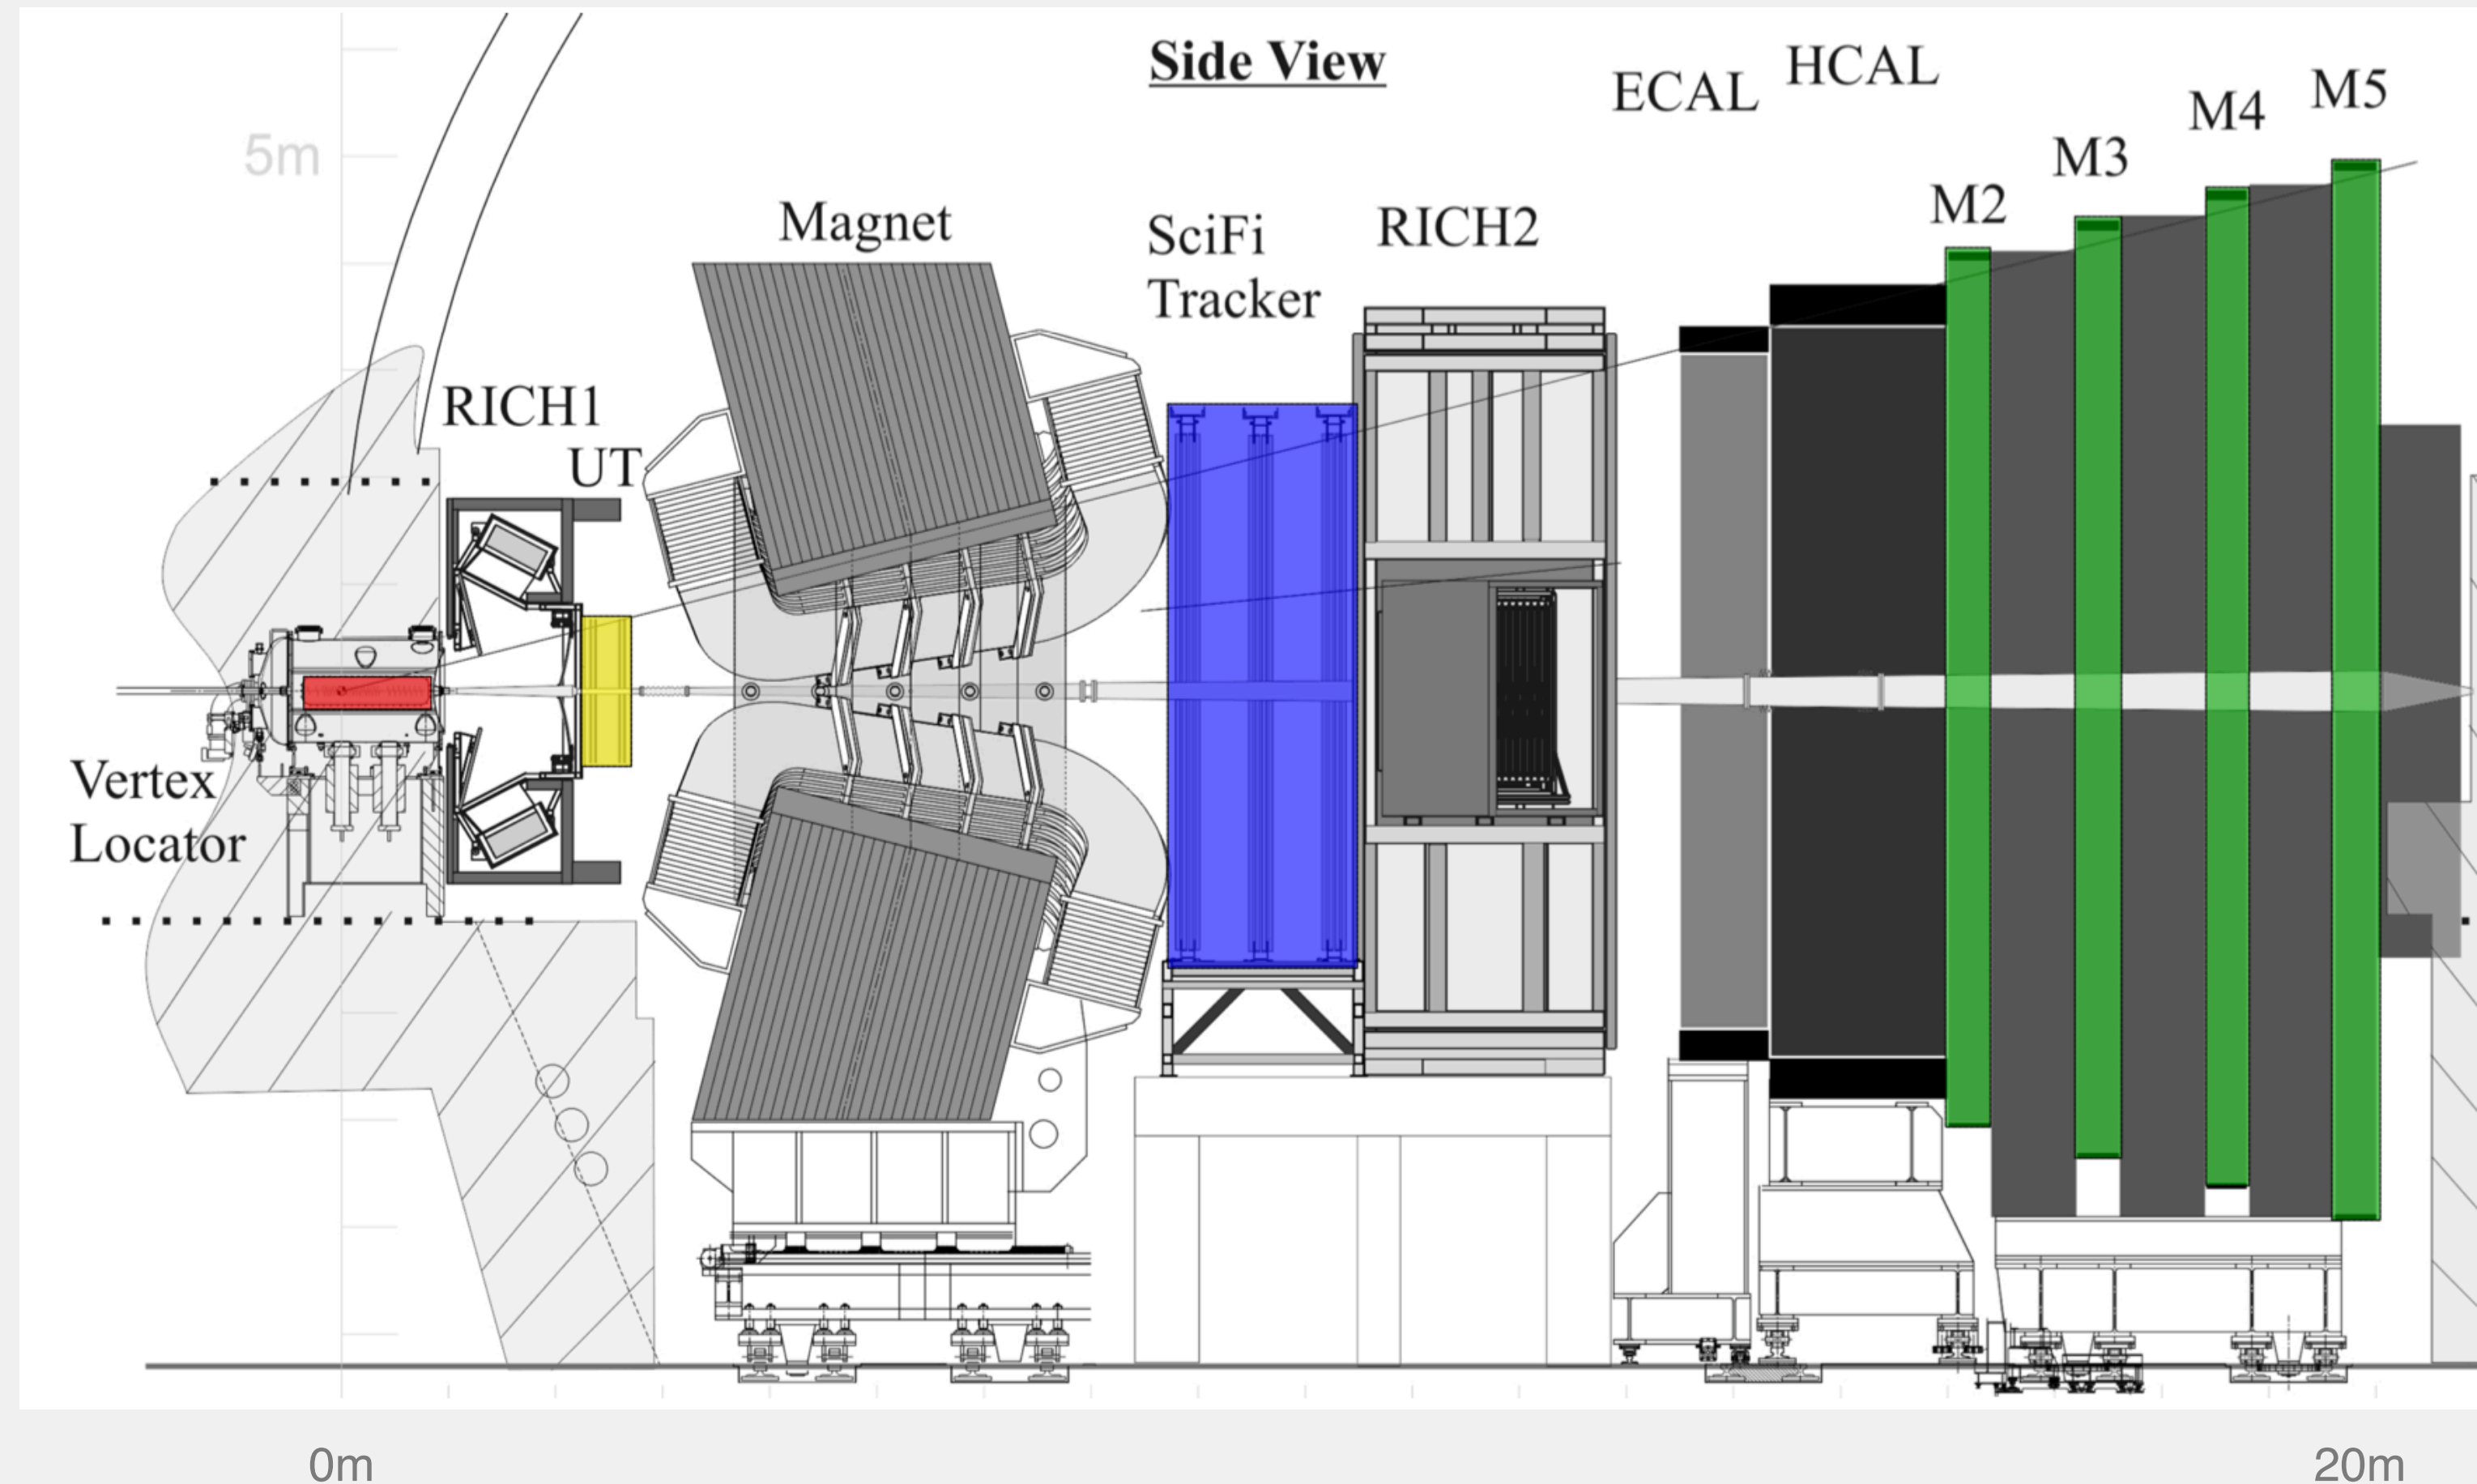 Side View
ECAL
HCAL
M5
M4
M3
M2
5m
Magnet
SciFi
Tracker
RICH2
RICH1
UT
Vertex
Locator
0m
20m